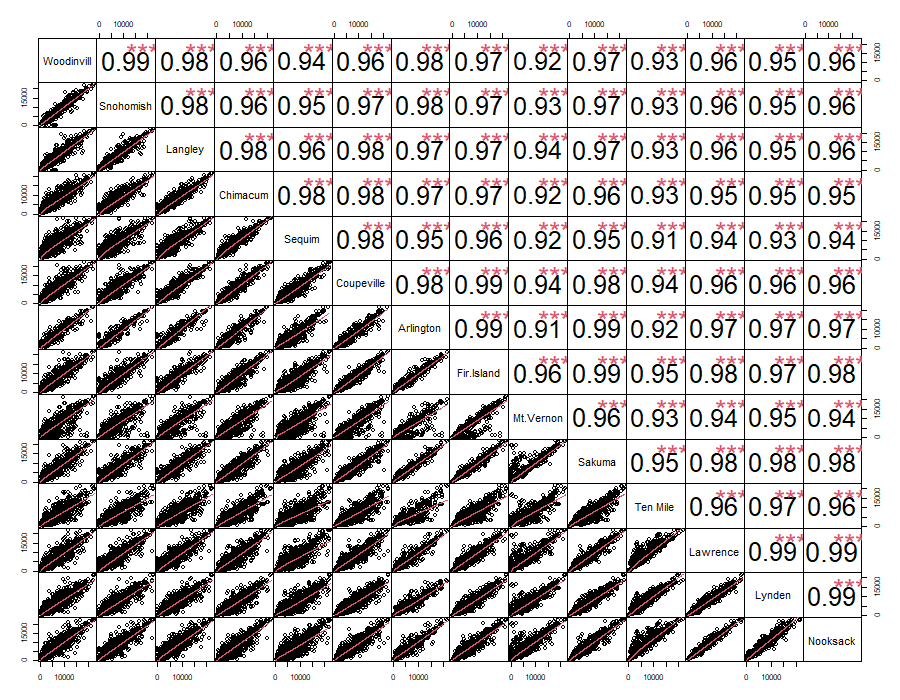 0 10000 0 10000 0 10000 0 10000 0 10000 0 10000 0 10000
Woodinvill 0.99 *** 0.98 *** 0.96 *** 0.94 *** 0.96 *** 0.98 *** 0.97 *** 0.92 *** 0.97 *** 0.93 *** 0.96 *** 0.95 *** 0.96 *** 0 15000
0 15000 Snohomish 0.98 *** 0.96 *** 0.95 *** 0.97 *** 0.98 *** 0.97 *** 0.93 *** 0.97 *** 0.93 *** 0.96 *** 0.95 *** 0.96 ***
Langley 0.98 *** 0.96 *** 0.98 *** 0.97 *** 0.97 *** 0.94 *** 0.97 *** 0.93 *** 0.96 *** 0.95 *** 0.96 *** 0 15000
0 10000 Chimacum 0.98 *** 0.98 *** 0.97 *** 0.97 *** 0.92 *** 0.96 *** 0.93 *** 0.95 *** 0.95 *** 0.95 ***
Sequim 0.98 *** 0.95 *** 0.96 *** 0.92 *** 0.95 *** 0.91 *** 0.94 *** 0.93 *** 0.94 *** 0 15000
0 15000 Coupeville 0.98 *** 0.99 *** 0.94 *** 0.98 *** 0.94 *** 0.96 *** 0.96 *** 0.96 ***
Arlington 0.99 *** 0.91 *** 0.99 *** 0.92 *** 0.97 *** 0.97 *** 0.97 *** 0 10000
0 10000 Fir.Island 0.96 *** 0.99 *** 0.95 *** 0.98 *** 0.97 *** 0.98 ***
Mt.Vernon 0.96 *** 0.93 *** 0.94 *** 0.95 *** 0.94 *** 0 15000
0 15000 Sakuma 0.95 *** 0.98 *** 0.98 *** 0.98 ***
Ten Mile 0.96 *** 0.97 *** 0.96 *** 0 15000
0 15000 Lawrence 0.99 *** 0.99 ***
Lynden 0.99 *** 0 15000
0 15000 Nooksack
0 10000 0 10000 0 10000 0 10000 0 10000 0 10000 0 10000